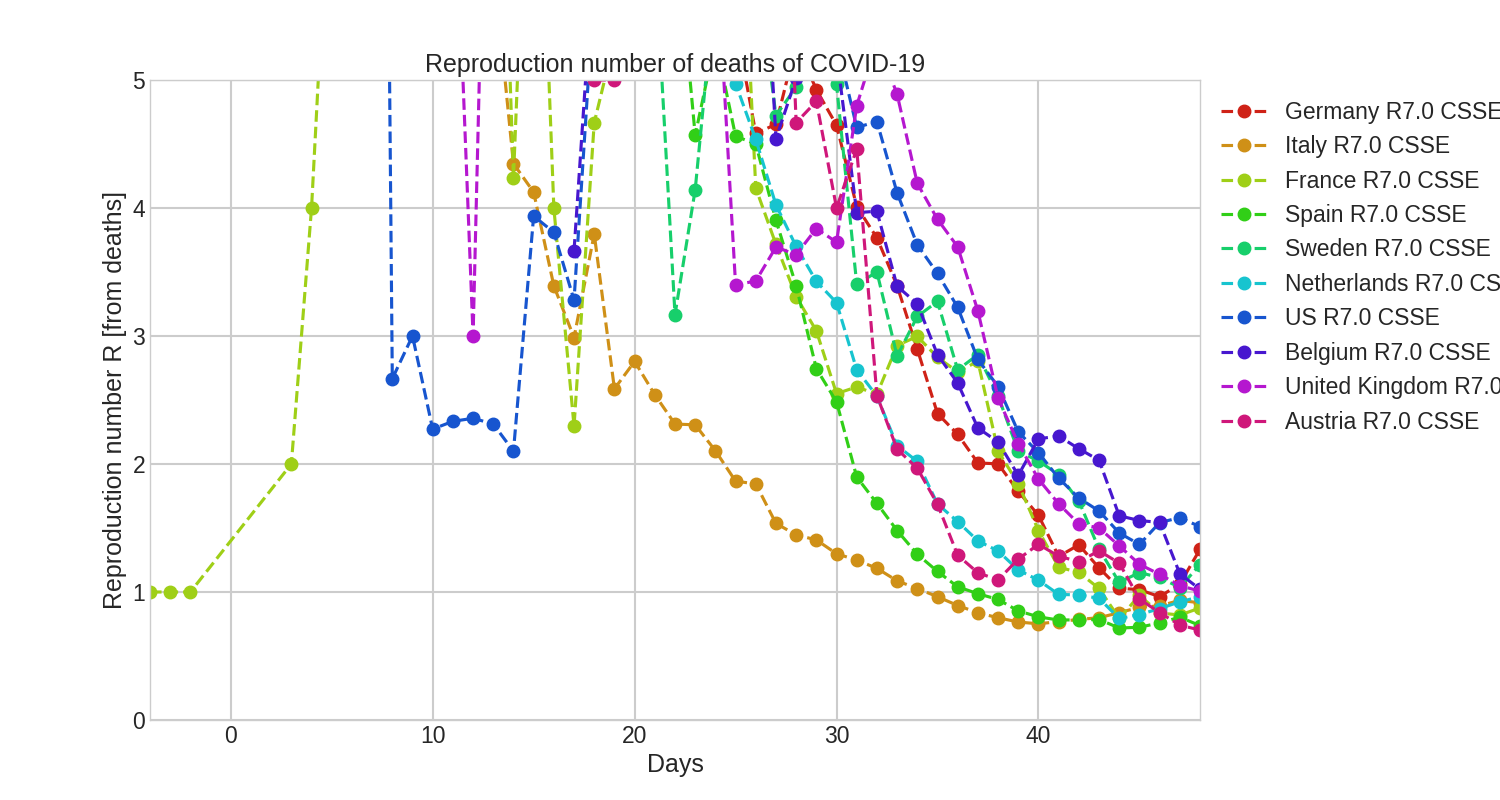 Reproduction number of deaths of COVID-19
Reproduction number R [from deaths]
5
4
3
2
1
0
0 10 20 30 40
Days
Germany R7.0 CSSE
Italy R7.0 CSSE
France R7.0 CSSE
Spain R7.0 CSSE
Sweden R7.0 CSSE
Netherlands R7.0 CS
US R7.0 CSSE
Belgium R7.0 CSSE
United Kingdom R7.0
Austria R7.0 CSSE